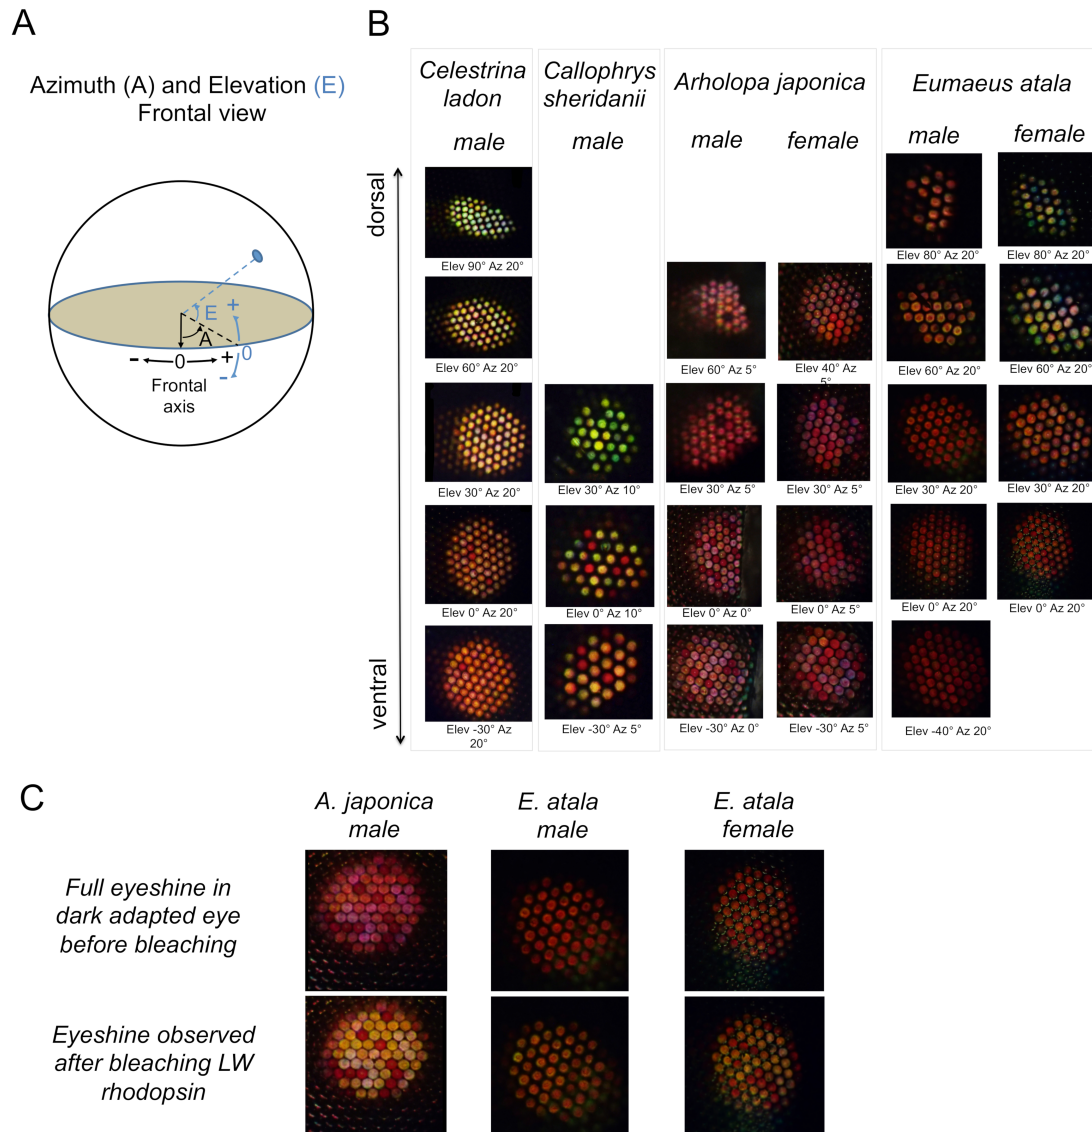 A
Azimuth (A) and Elevation (E)
Frontal view
E
+
A
0
-
0
+
-
Frontal
axis
B
dorsal
ventral
Celestrina
ladon
male
Elev 90° Az 20°
Elev 60° Az 20°
Elev 30° Az 20°
Elev 0° Az 20°
Elev -30° Az
20°
Callophrys
sheridanii
male
Elev 30° Az 10°
Elev 0° Az 10°
Elev -30° Az 5°
Arholopa japonica
male
female
Elev 60° Az 5°
Elev 40° Az
5°
Elev 30° Az 5°
Elev 30° Az 5°
Elev 0° Az 0°
Elev 0° Az 5°
Elev -30° Az 0°
Elev -30° Az 5°
Eumaeus atala
male
female
Elev 80° Az 20°
Elev 80° Az 20°
Elev 60° Az 20°
Elev 60° Az 20°
Elev 30° Az 20°
Elev 30° Az 20°
Elev 0° Az 20°
Elev 0° Az 20°
Elev -40° Az 20°
C
A. japonica
male
E. atala
male
E. atala
female
Full eyeshine in
dark adapted eye
before bleaching
Eyeshine observed
after bleaching LW
rhodopsin